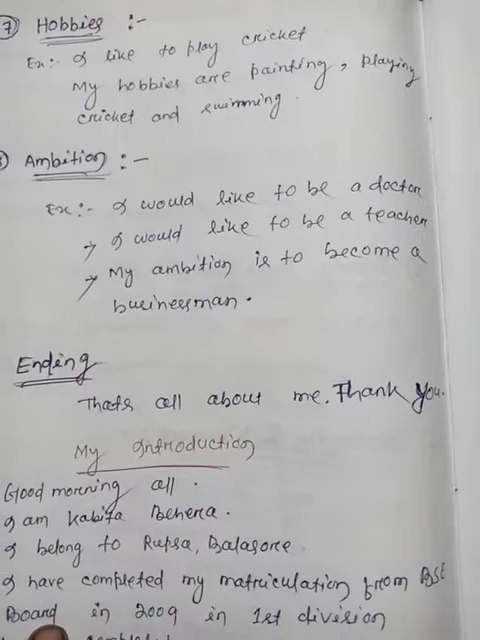 7) Hobbies :-
Ex:- I like to play cricket
My hobbies are painting, playing
cricket and swimming.
) Ambition :-
Ex:- I would like to be a doctor
→ I would like to be a teacher
→ My ambition is to become a
businessman.
Ending
Thats all about me. Thank you.
My Introduction
Good morning all.
I am Kabita Behera.
I belong to Rupsa, Balasore
I have completed my matriculation from BSE
Board in 2009 in 1st division